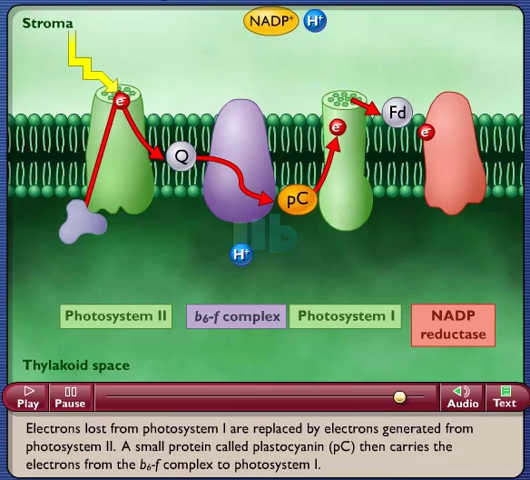 Stroma
NADP⁺ H⁺
e⁻
Q
pC
e⁻
Fd
e⁻
H⁺
Photosystem II
b₆-f complex
Photosystem I
NADP
reductase
Thylakoid space
Play
Pause
Audio
Text
Electrons lost from photosystem I are replaced by electrons generated from
photosystem II. A small protein called plastocyanin (pC) then carries the
electrons from the b₆-f complex to photosystem I.